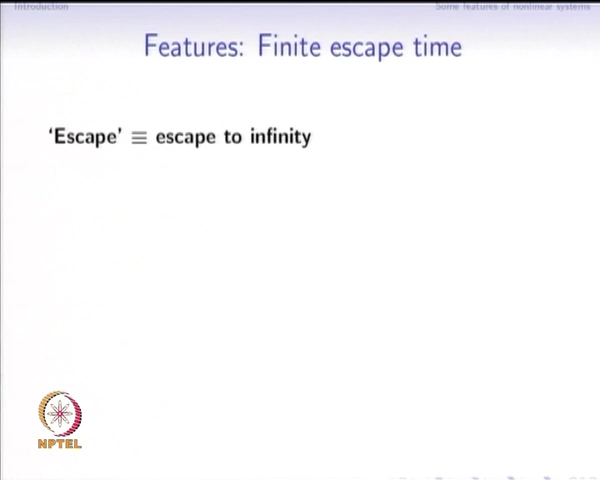 Introduction
Some features of nonlinear systems
Features: Finite escape time
‘Escape’ ≡ escape to infinity
NPTEL